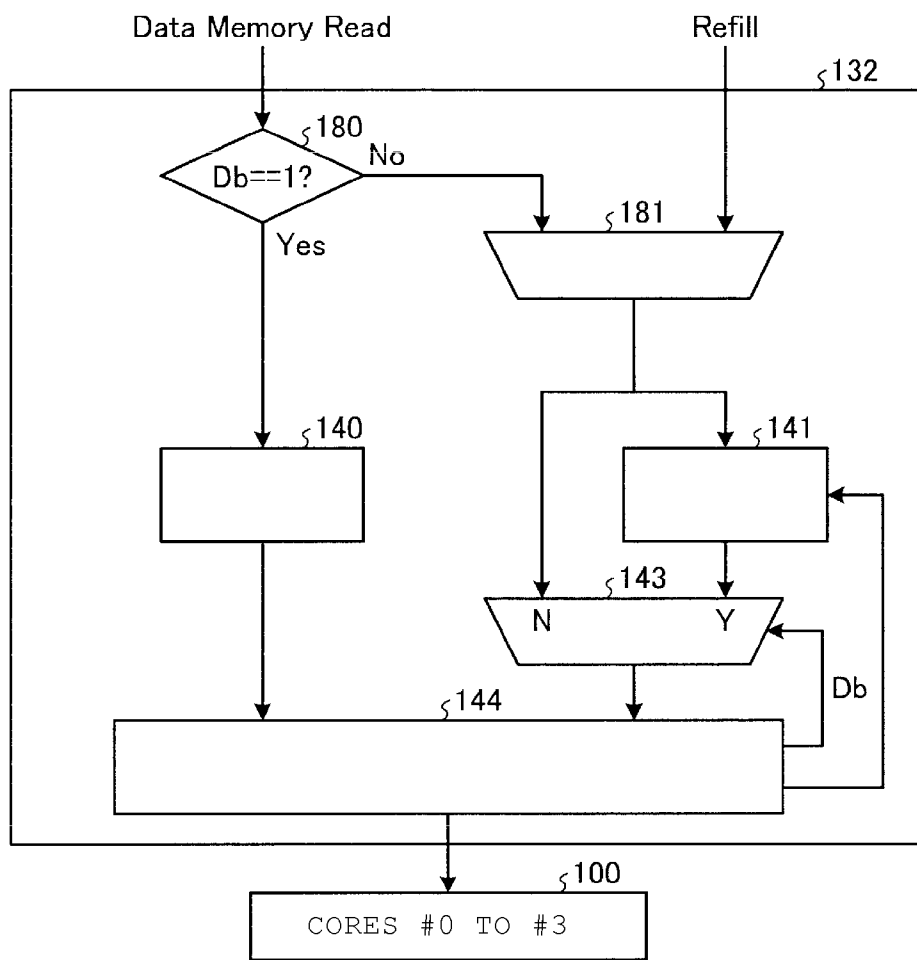 Data Memory Read
Refill
132
180
No
Db==1?
181
Yes
140
141
143
N
Y
Db
144
100
CORES #0 TO #3